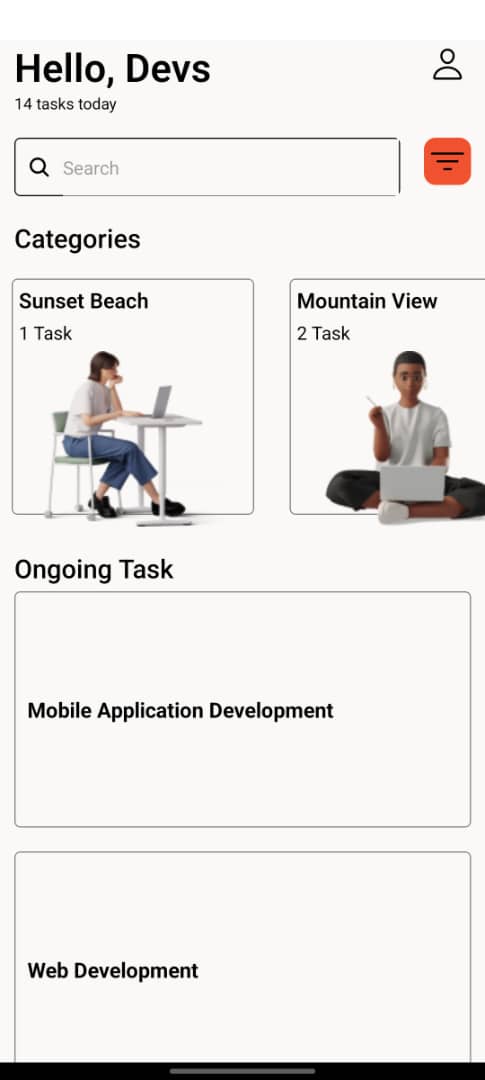 Hello, Devs
14 tasks today
Search
Categories
Sunset Beach
1 Task
Mountain View
2 Task
Ongoing Task
Mobile Application Development
Web Development